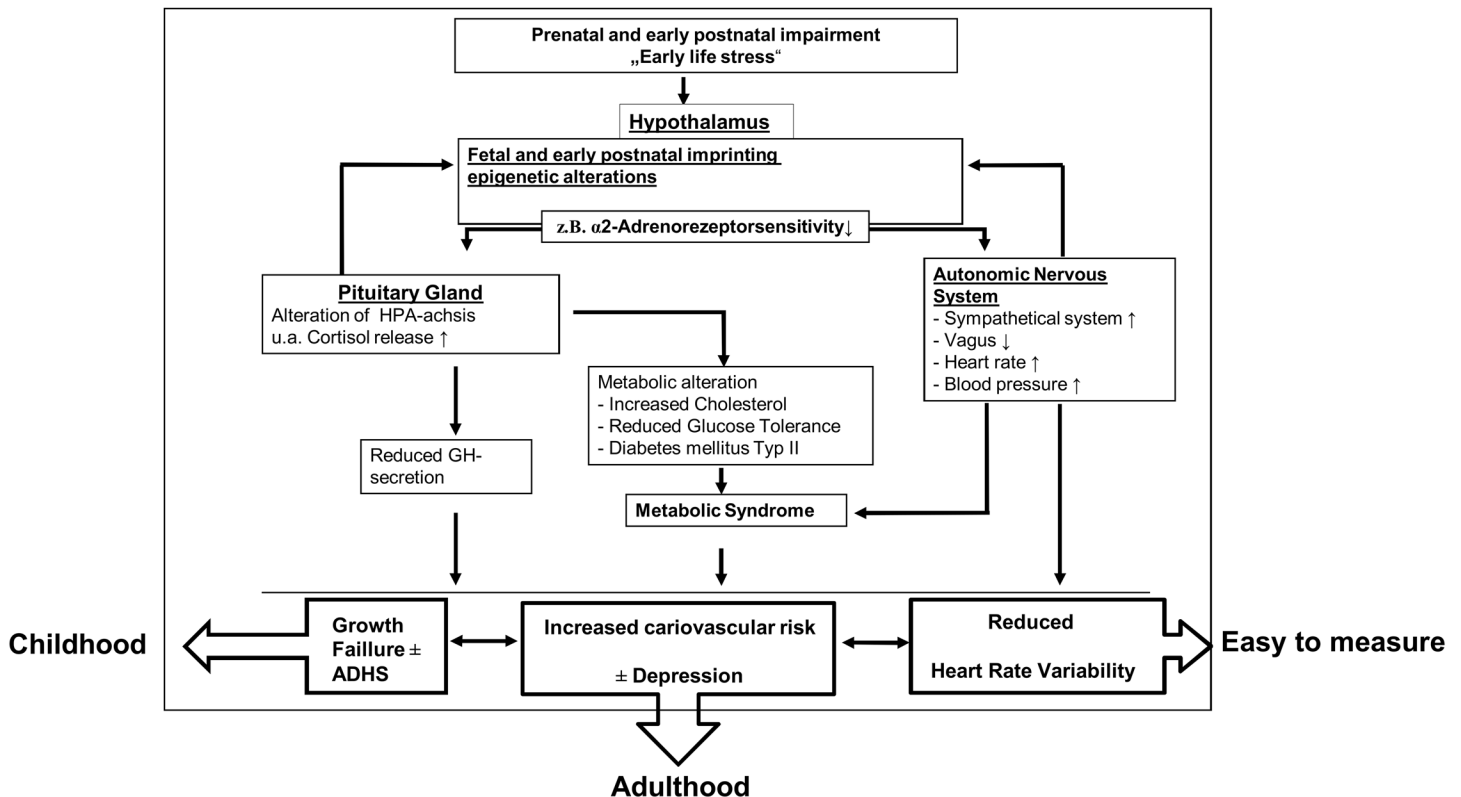 Prenatal and early postnatal impairment
„Early life stress“
Hypothalamus
Fetal and early postnatal imprinting
epigenetic alterations
z.B. α2-Adrenorezeptorsensitivity↓
Pituitary Gland
Alteration of HPA-achsis
u.a. Cortisol release ↑
Autonomic Nervous
System
- Sympathetical system ↑
- Vagus ↓
- Heart rate ↑
- Blood pressure ↑
Metabolic alteration
- Increased Cholesterol
- Reduced Glucose Tolerance
- Diabetes mellitus Typ II
Reduced GH-
secretion
Metabolic Syndrome
Childhood
Growth
Faillure ±
ADHS
Increased cariovascular risk
± Depression
Reduced
Heart Rate Variability
Easy to measure
Adulthood